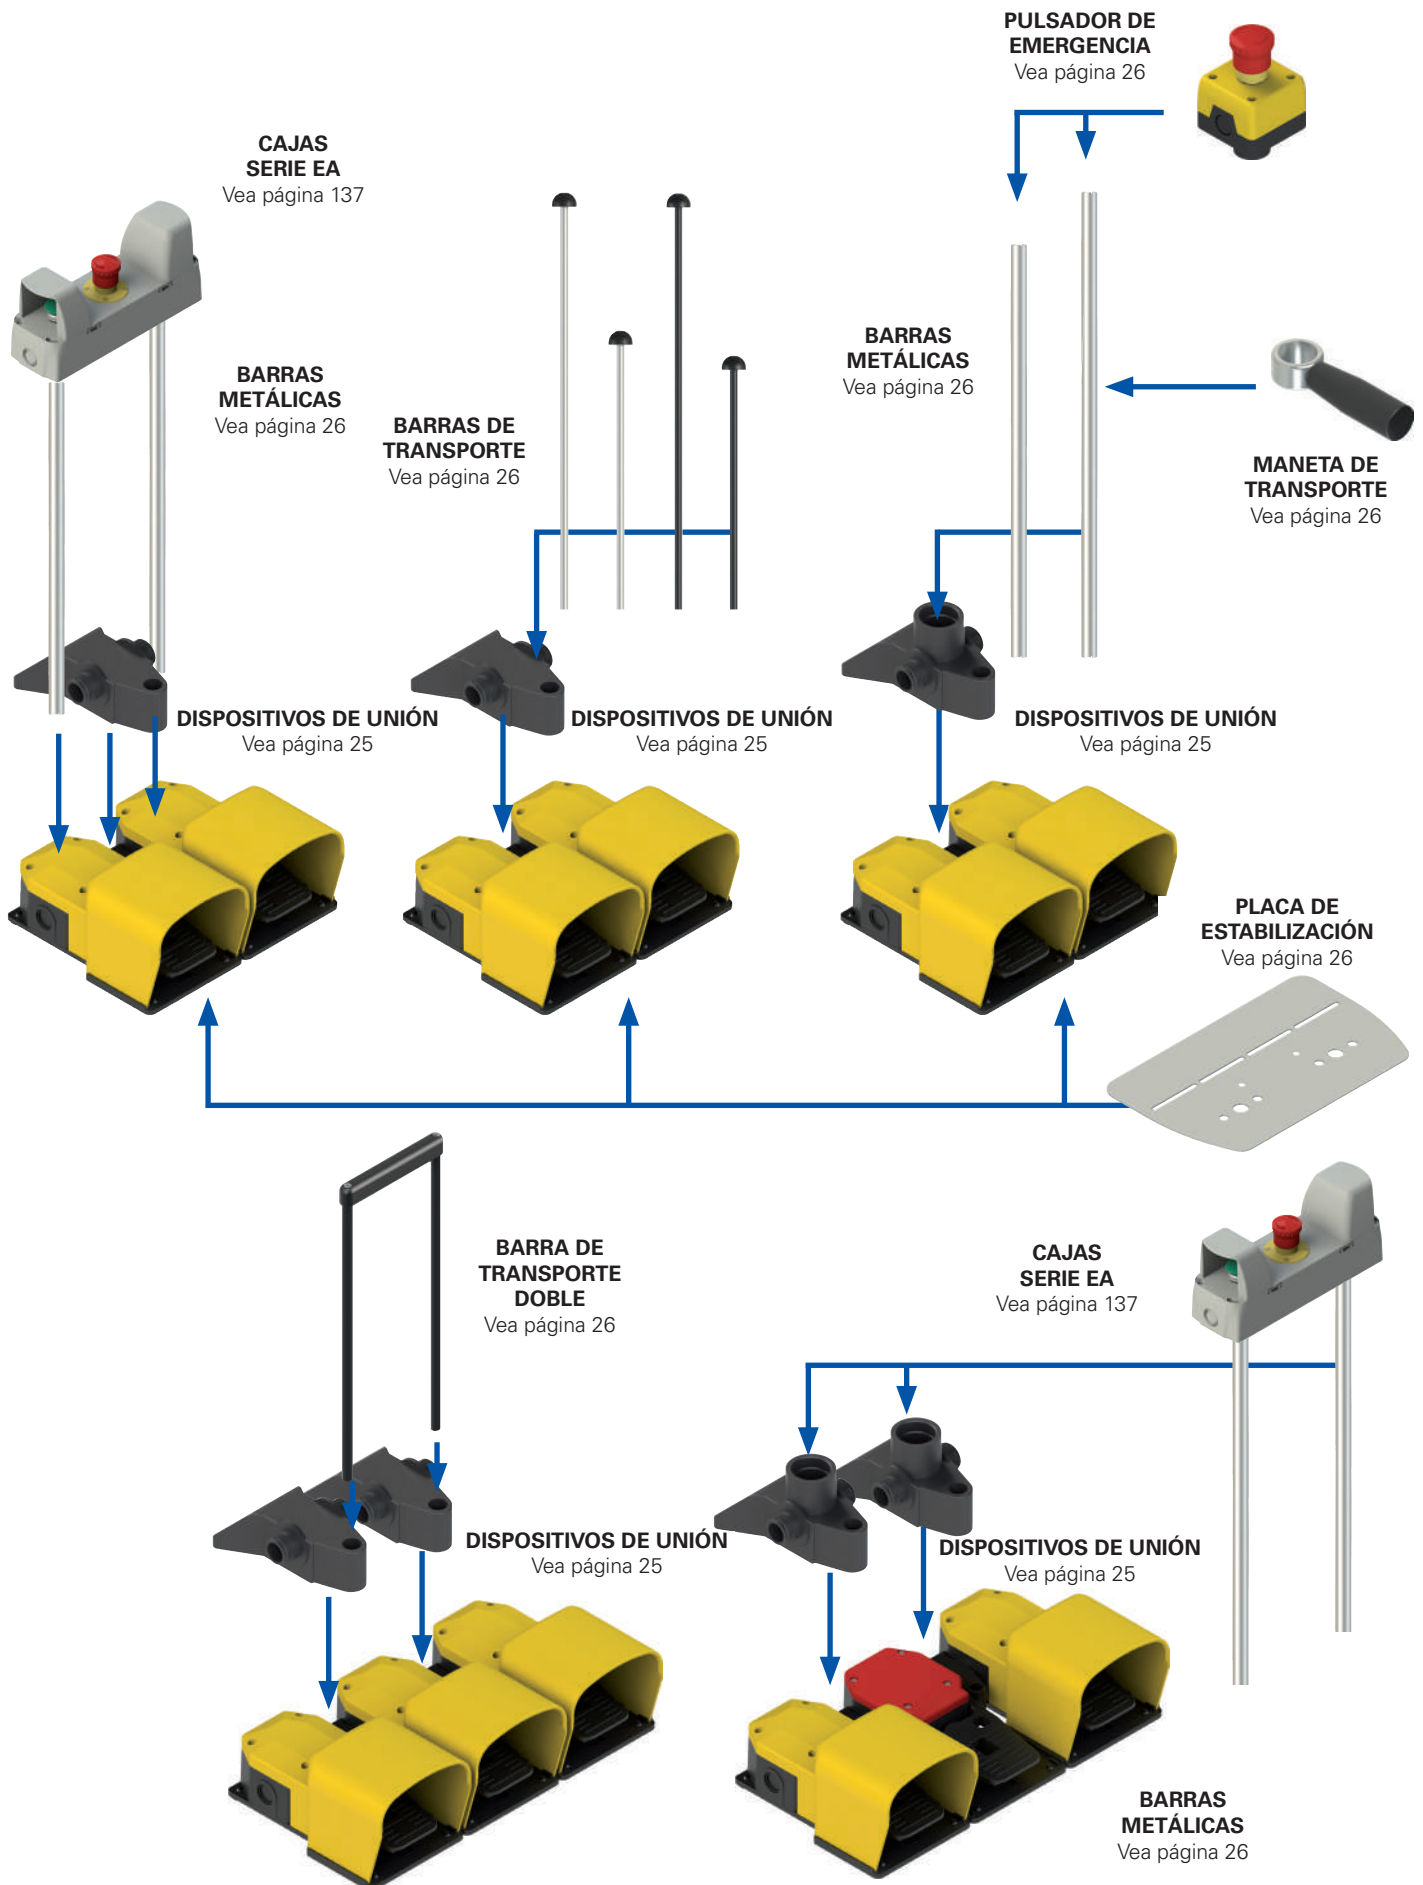 PULSADOR DE
EMERGENCIA
Vea página 26
CAJAS
SERIE EA
Vea página 137
BARRAS
METÁLICAS
Vea página 26
BARRAS DE
TRANSPORTE
Vea página 26
BARRAS
METÁLICAS
Vea página 26
MANETA DE
TRANSPORTE
Vea página 26
DISPOSITIVOS DE UNIÓN
Vea página 25
DISPOSITIVOS DE UNIÓN
Vea página 25
DISPOSITIVOS DE UNIÓN
Vea página 25
PLACA DE
ESTABILIZACIÓN
Vea página 26
BARRA DE
TRANSPORTE
DOBLE
Vea página 26
CAJAS
SERIE EA
Vea página 137
DISPOSITIVOS DE UNIÓN
Vea página 25
DISPOSITIVOS DE UNIÓN
Vea página 25
BARRAS
METÁLICAS
Vea página 26